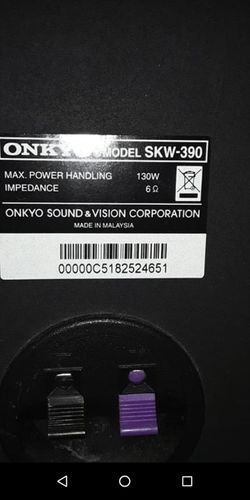 ONKYO MODEL SKW-390
MAX. POWER HANDLING 130W
IMPEDANCE 6 Ω
ONKYO SOUND & VISION CORPORATION
MADE IN MALAYSIA
00000C5182524651